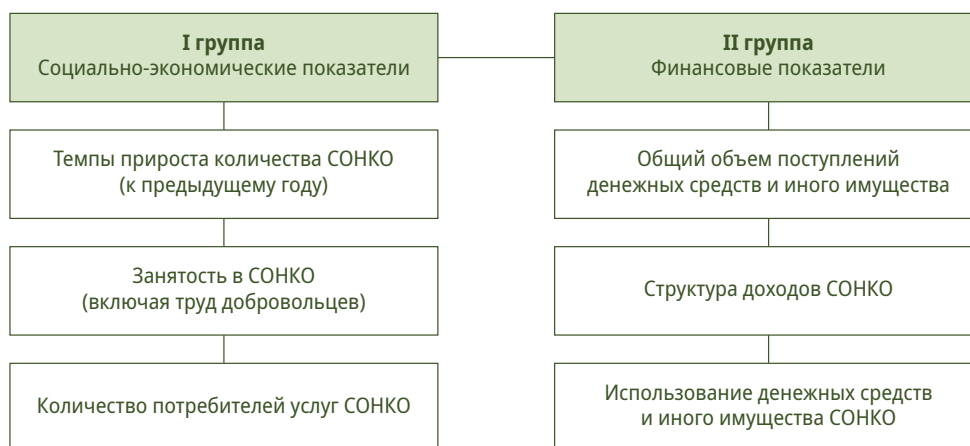 I группа
Социально-экономические показатели
Темпы прироста количества СОНКО
(к предыдущему году)
Занятость в СОНКО
(включая труд добровольцев)
Количество потребителей услуг СОНКО
II группа
Финансовые показатели
Общий объем поступлений
денежных средств и иного имущества
Структура доходов СОНКО
Использование денежных средств
и иного имущества СОНКО